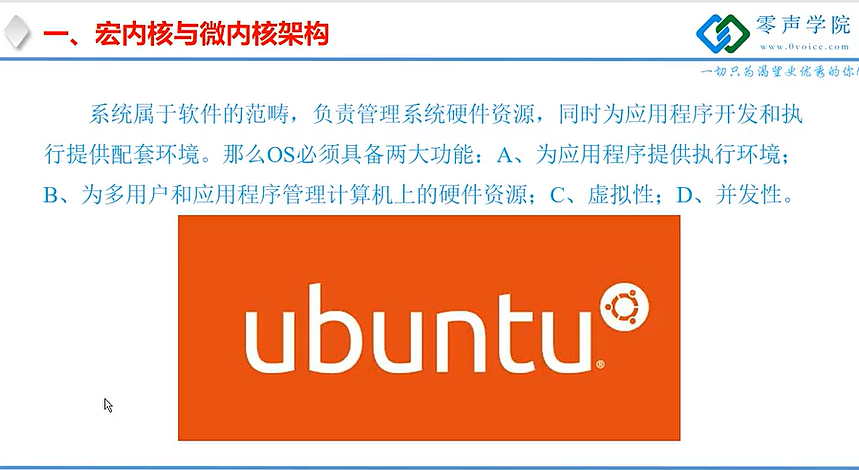 一、宏内核与微内核架构
零声学院
www.0voice.com
一切只为渴望更优秀的你
系统属于软件的范畴，负责管理系统硬件资源，同时为应用程序开发和执
行提供配套环境。那么OS必须具备两大功能：A、为应用程序提供执行环境；
B、为多用户和应用程序管理计算机上的硬件资源；C、虚拟性；D、并发性。
ubuntu®